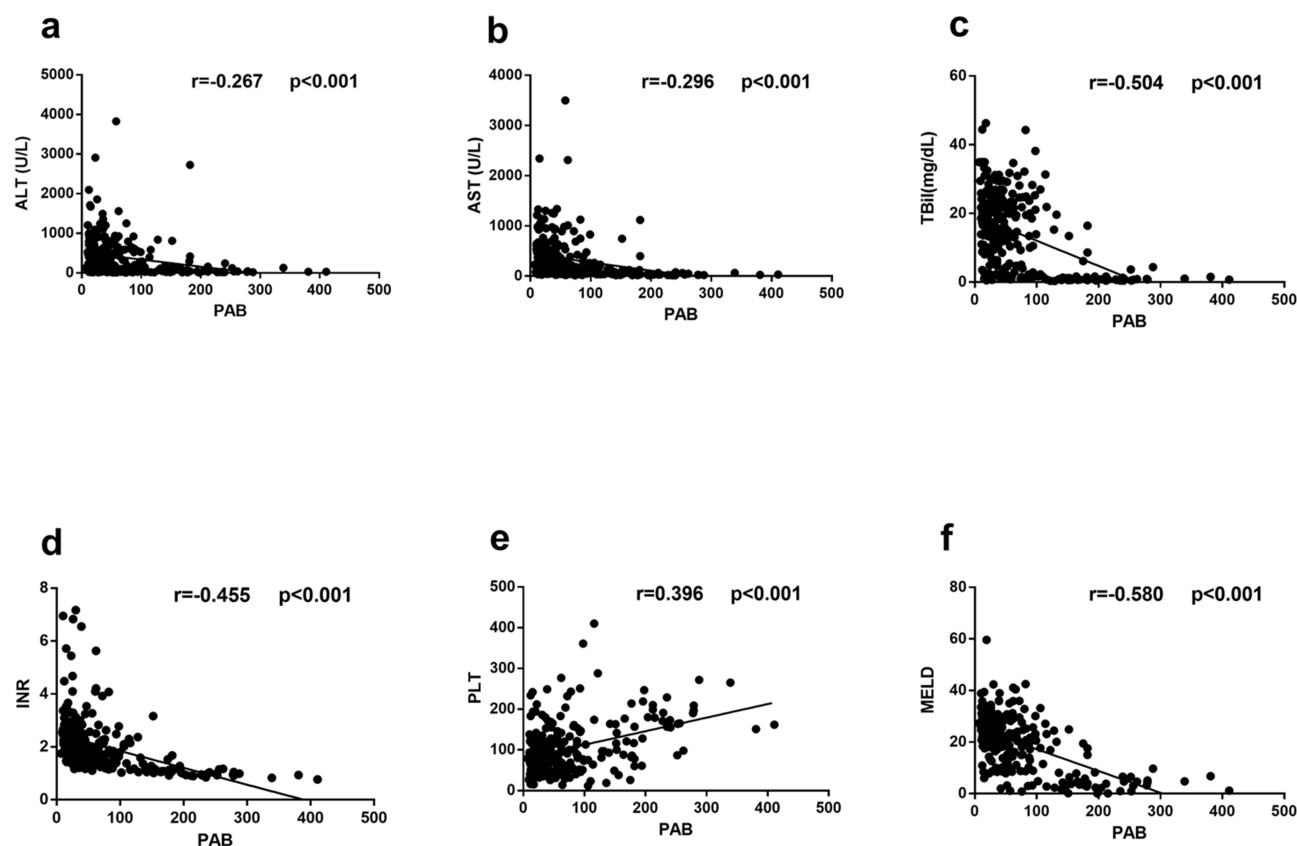 a
r=-0.267 p<0.001
ALT (U/L)
5000
4000
3000
2000
1000
0
0 100 200 300 400 500
PAB
b
r=-0.296 p<0.001
AST (U/L)
4000
3000
2000
1000
0
0 100 200 300 400 500
PAB
c
r=-0.504 p<0.001
TBil(mg/dL)
60
40
20
0
0 100 200 300 400 500
PAB
d
r=-0.455 p<0.001
INR
8
6
4
2
0
0 100 200 300 400 500
PAB
e
r=0.396 p<0.001
PLT
500
400
300
200
100
0
0 100 200 300 400 500
PAB
f
r=-0.580 p<0.001
MELD
80
60
40
20
0
0 100 200 300 400 500
PAB